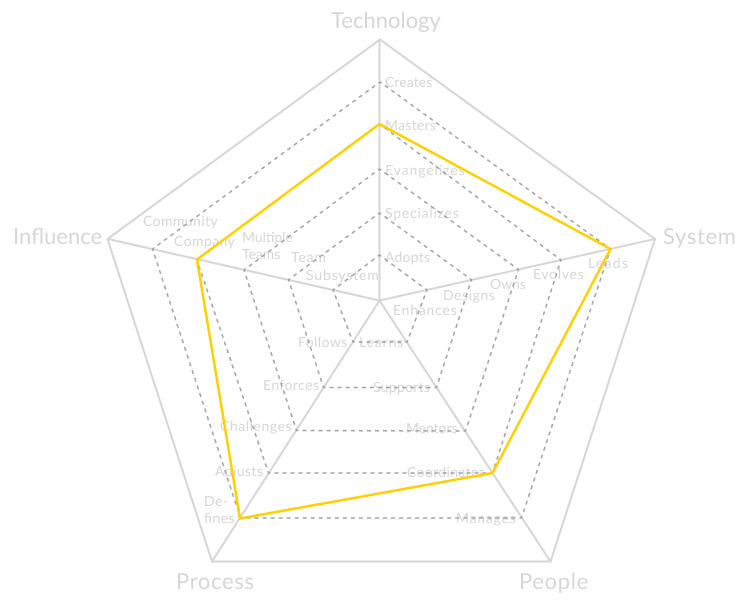 Technology
Creates
Masters
Evangelizes
Specializes
Adopts
Influence
Community
Company
Multiple
Teams
Team
Subsystem
System
Leads
Evolves
Owns
Designs
Enhances
Follows
Learns
Enforces
Supports
Challenges
Mentors
Adjusts
Coordinates
De-
fines
Manages
Process
People